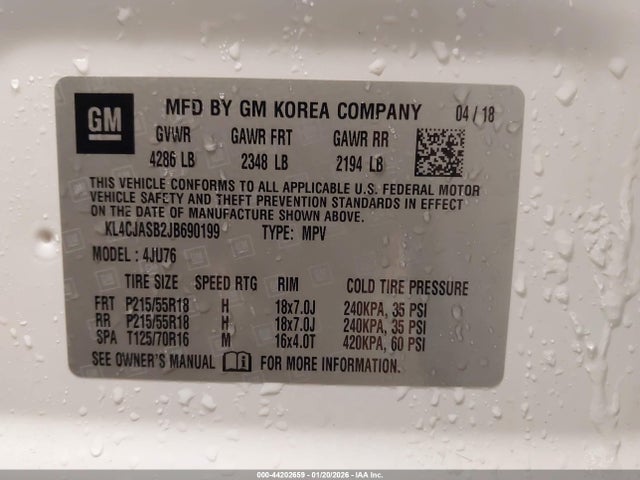 GM
MFD BY GM KOREA COMPANY 04 / 18
GVWR GAWR FRT GAWR RR
4286 LB 2348 LB 2194 LB
THIS VEHICLE CONFORMS TO ALL APPLICABLE U.S. FEDERAL MOTOR
VEHICLE SAFETY AND THEFT PREVENTION STANDARDS IN EFFECT
ON THE DATE OF MANUFACTURE SHOWN ABOVE.
KL4CJASB2JB690199 TYPE: MPV
MODEL: 4JU76
TIRE SIZE SPEED RTG RIM COLD TIRE PRESSURE
FRT P215/55R18 H 18x7.0J 240KPA, 35 PSI
RR P215/55R18 H 18x7.0J 240KPA, 35 PSI
SPA T125/70R16 M 16x4.0T 420KPA, 60 PSI
SEE OWNER'S MANUAL FOR MORE INFORMATION.
000-44202659 | 01/20/2026 - IAA Inc.